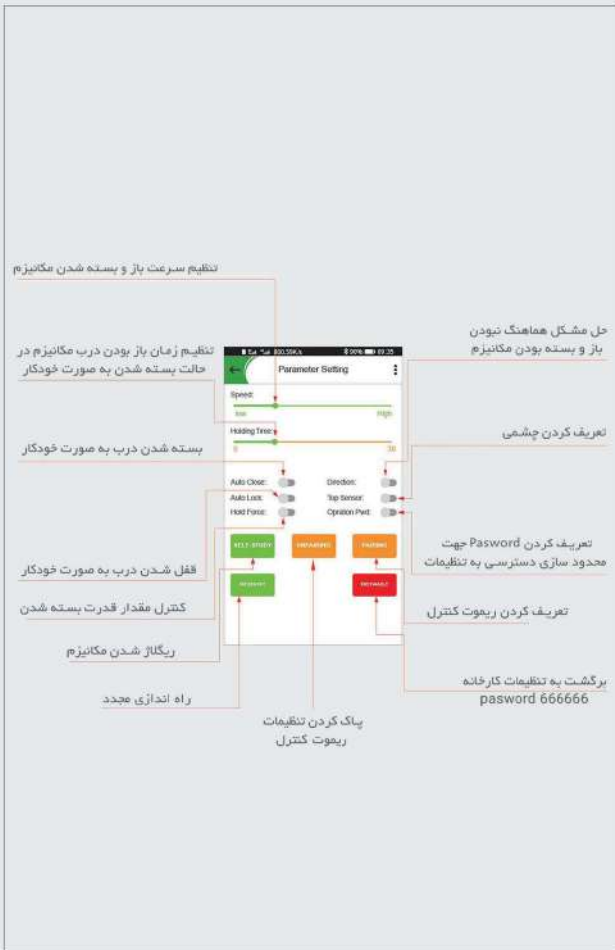 تنظیم سرعت باز و بسته شدن مکانیزم
حل مشکل هماهنگ نبودن
باز و بسته بودن مکانیزم
تنظیم زمان باز بودن درب مکانیزم در
حالت بسته شدن به صورت خودکار
بسته شدن درب به صورت خودکار
تعریف کردن چشمی
قفل شدن درب به صورت خودکار
تعریف کردن Pasword جهت
محدود سازی دسترسی به تنظیمات
کنترل مقدار قدرت بسته شدن
تعریف کردن ریموت کنترل
ریگلاژ شدن مکانیزم
برگشت به تنظیمات کارخانه
pasword 666666
راه اندازی مجدد
پاک کردن تنظیمات
ریموت کنترل
90% 09:35
Parameter Setting
Speed:
low High
Holding Time:
0 30
Auto Close: Direction:
Auto Lock: Top Sensor:
Hold Force: Opration Pwd:
SELF-STUDY PAIRING